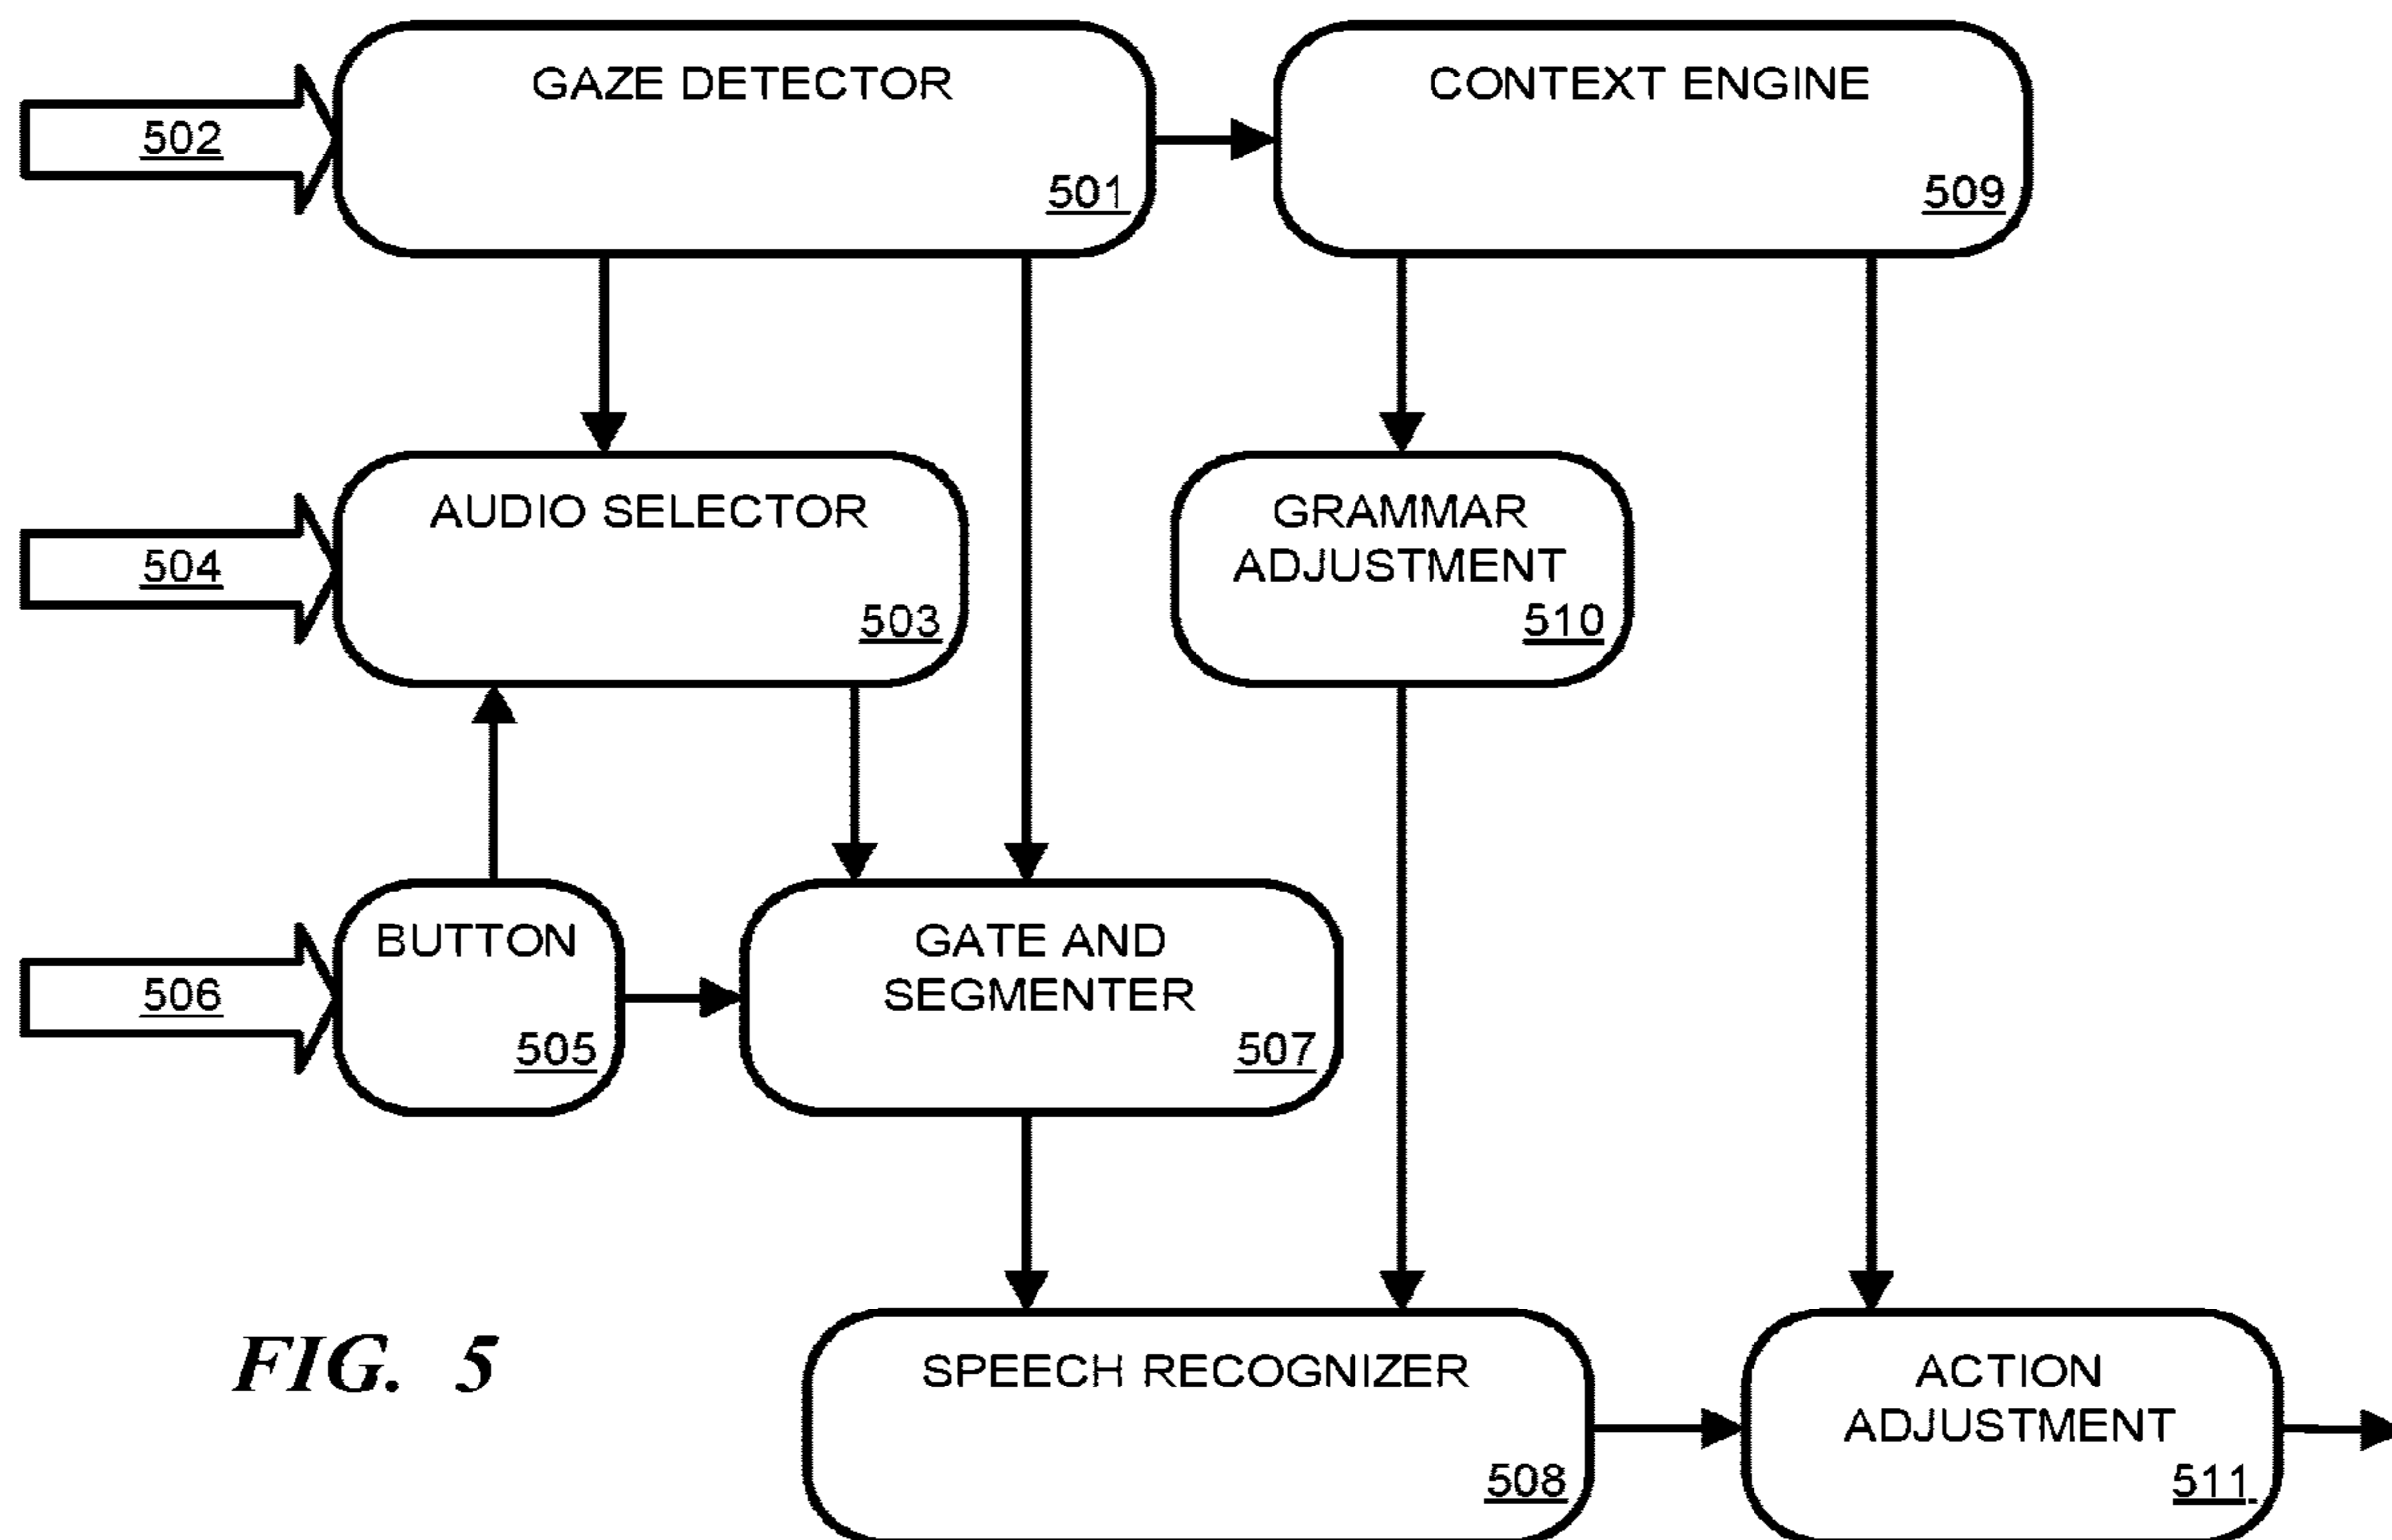 GAZE DETECTOR
502
501
CONTEXT ENGINE
509
AUDIO SELECTOR
504
503
GRAMMAR
ADJUSTMENT
510
BUTTON
506
505
GATE AND
SEGMENTER
507
FIG. 5
SPEECH RECOGNIZER
508
ACTION
ADJUSTMENT
511